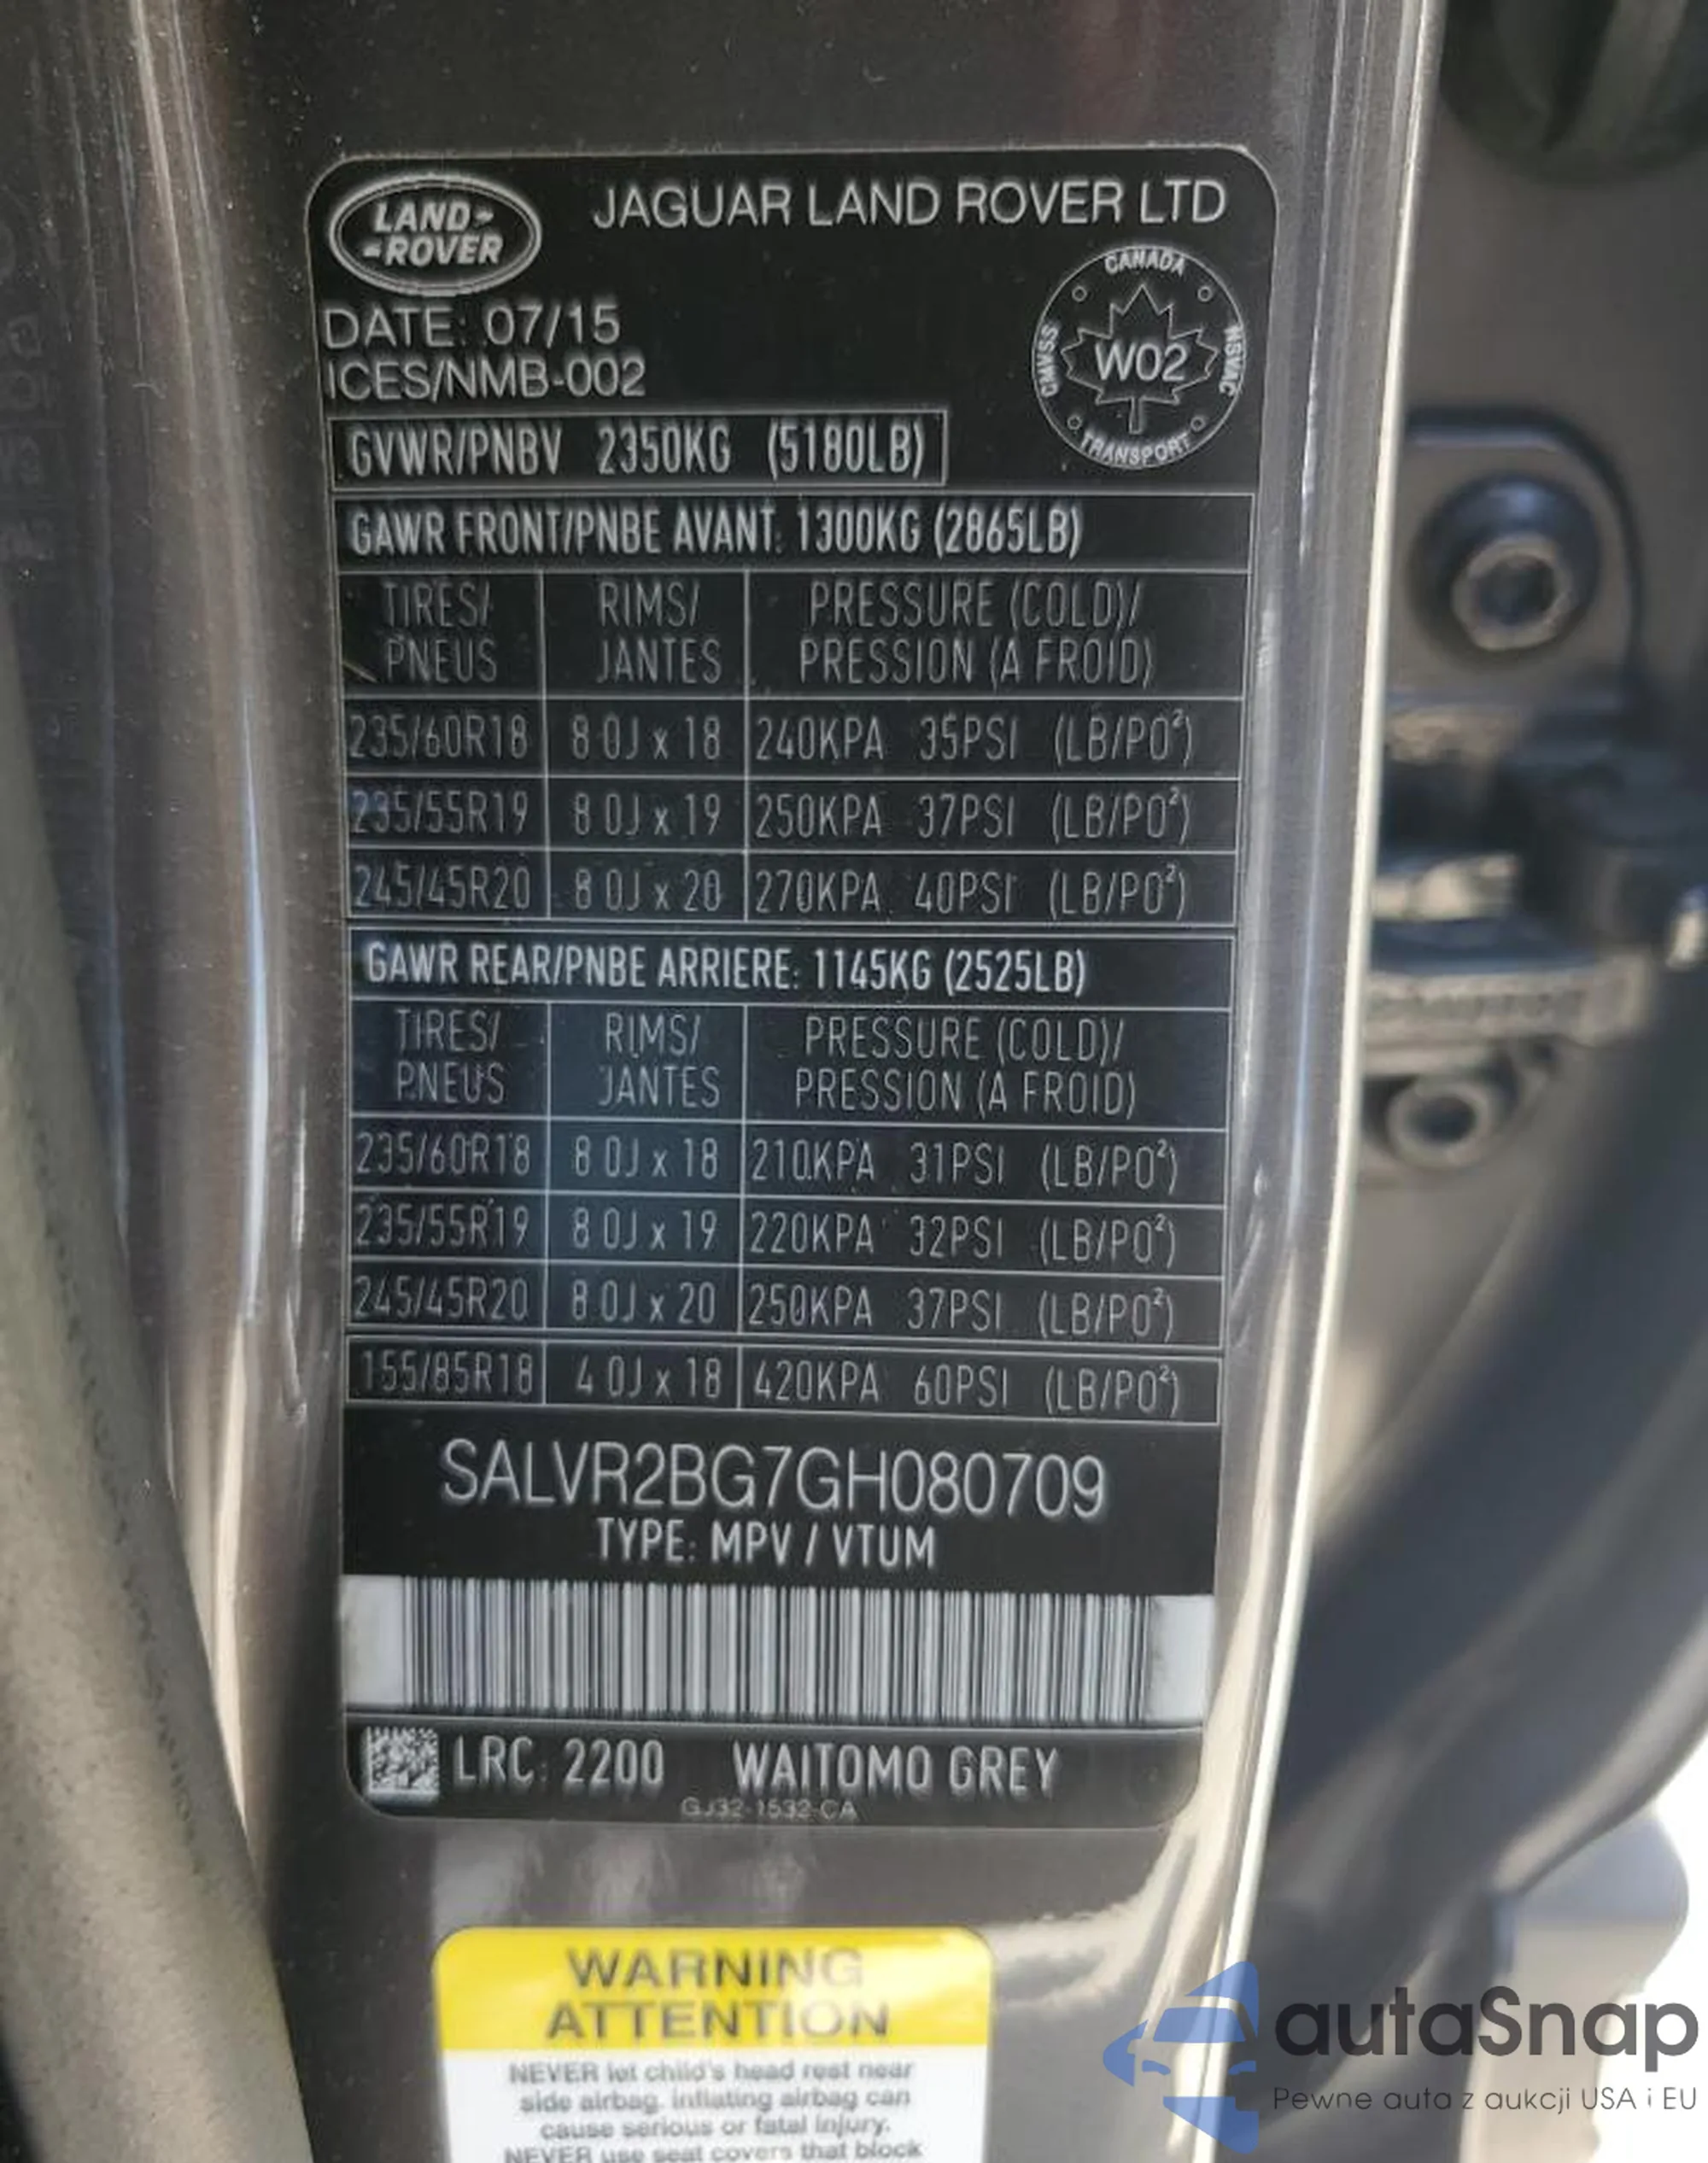 LAND
ROVER
JAGUAR LAND ROVER LTD
DATE: 07/15
ICES/NMB-002
CANADA
CMVSS
W02
NSVAC
TRANSPORT
GVWR/PNBV 2350KG (5180LB)
GAWR FRONT/PNBE AVANT: 1300KG (2865LB)
TIRES/ RIMS/ PRESSURE (COLD)/
PNEUS JANTES PRESSION (A FROID)
235/60R18 8.0J x 18 240KPA 35PSI (LB/PO²)
235/55R19 8.0J x 19 250KPA 37PSI (LB/PO²)
245/45R20 8.0J x 20 270KPA 40PSI (LB/PO²)
GAWR REAR/PNBE ARRIERE: 1145KG (2525LB)
TIRES/ RIMS/ PRESSURE (COLD)/
PNEUS JANTES PRESSION (A FROID)
235/60R18 8.0J x 18 210KPA 31PSI (LB/PO²)
235/55R19 8.0J x 19 220KPA 32PSI (LB/PO²)
245/45R20 8.0J x 20 250KPA 37PSI (LB/PO²)
155/85R18 4.0J x 18 420KPA 60PSI (LB/PO²)
SALVR2BG7GH080709
TYPE: MPV / VTUM
LRC: 2200 WAITOMO GREY
GJ32-1532-CA
WARNING
ATTENTION
NEVER let child's head rest near
side airbag, inflating airbag can
cause serious or fatal injury.
NEVER use seat covers that block
autaSnap
Pewne auta z aukcji USA i EU